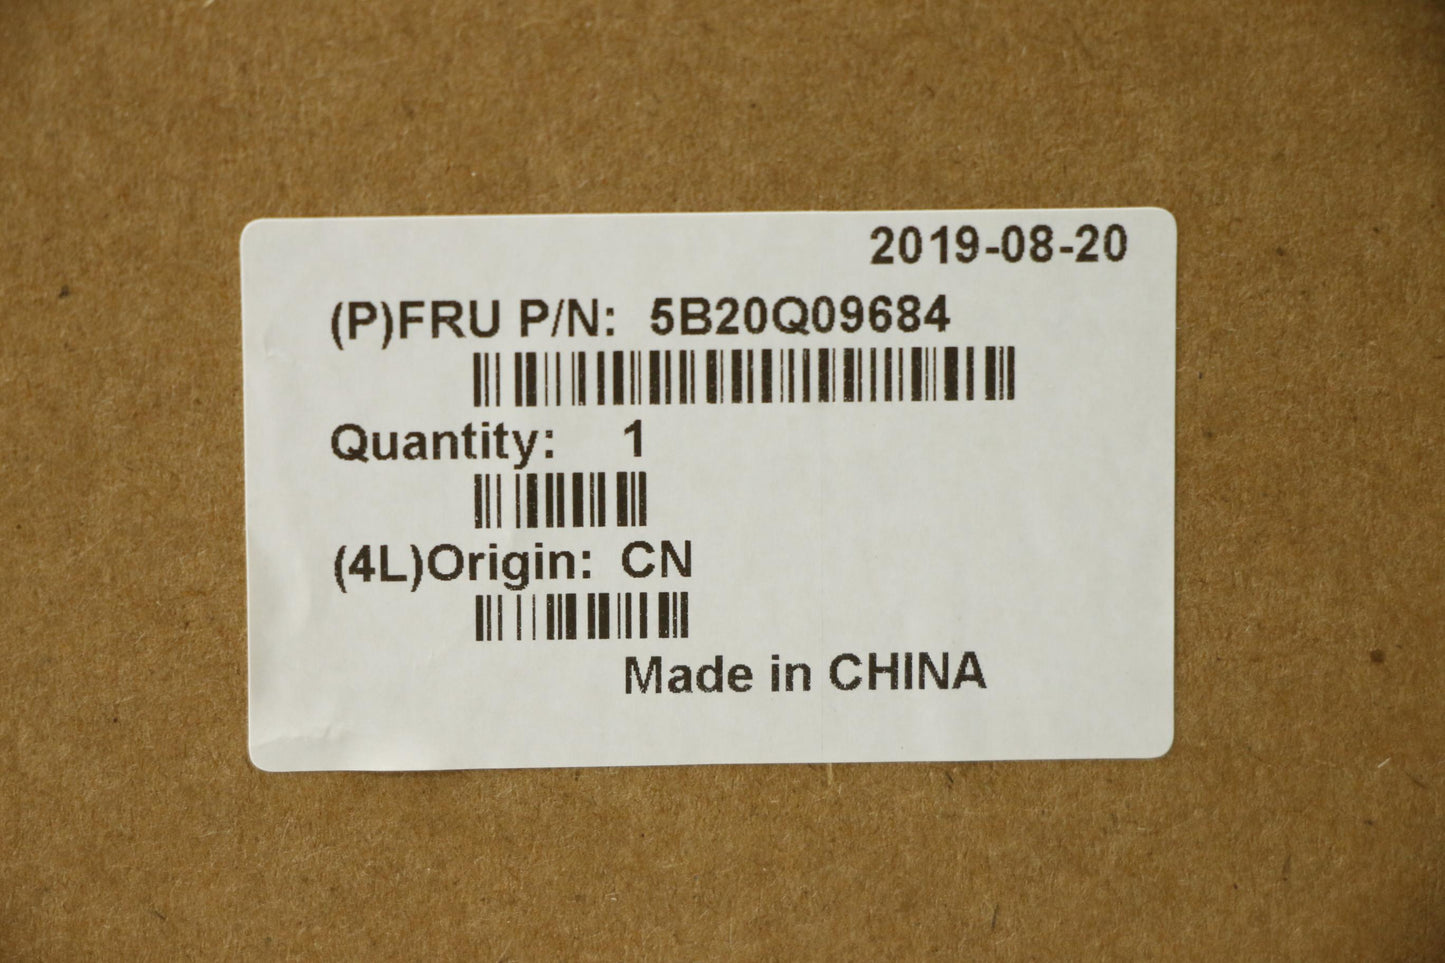 2019-08-20
(P)FRU P/N: 5B20Q09684
Quantity: 1
(4L)Origin: CN
Made in CHINA